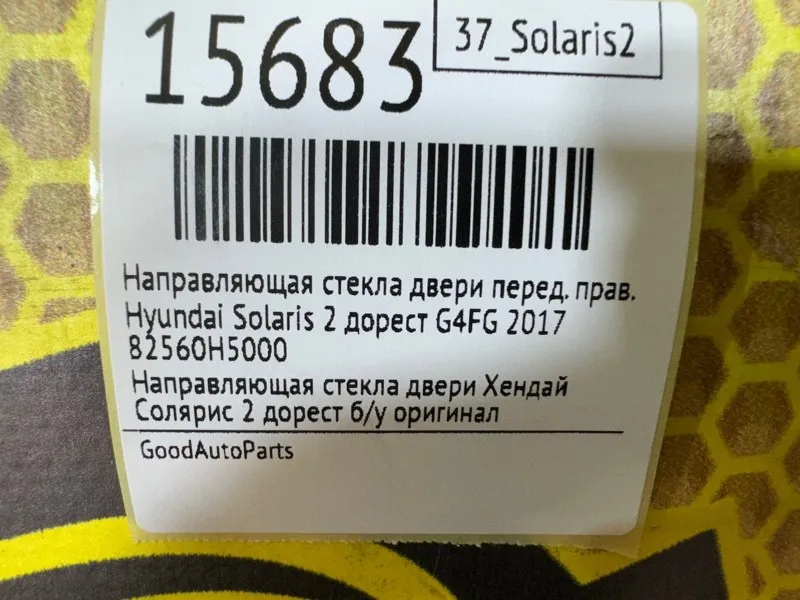 15683
37_Solaris2
Направляющая стекла двери перед. прав.
Hyundai Solaris 2 дорест G4FG 2017
82560H5000
Направляющая стекла двери Хендай
Солярис 2 дорест б/у оригинал
GoodAutoParts